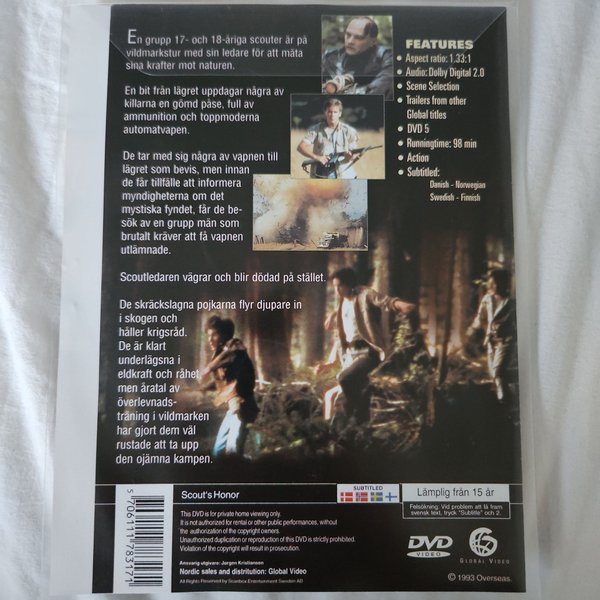 En grupp 17- och 18-åriga scouter är på
vildmarkstur med sin ledare för att mäta
sina krafter mot naturen.
En bit från lägret uppdagar några av
killarna en gömd påse, full av
ammunition och toppmoderna
automatvapen.
De tar med sig några av vapnen till
lägret som bevis, men innan
de får tillfälle att informera
myndigheterna om det
mystiska fyndet, får de be-
sök av en grupp män som
brutalt kräver att få vapnen
utlämnade.
Scoutledaren vägrar och blir dödad på stället.
De skräckslagna pojkarna flyr djupare in
i skogen och
håller krigsråd.
De är klart
underlägsna i
eldkraft och råhet,
men åratal av
överlevnads-
träning i vildmarken
har gjort dem väl
rustade att ta upp
den ojämna kampen.
FEATURES
• Aspect ratio: 1.33:1
• Audio: Dolby Digital 2.0
• Scene Selection
• Trailers from other
Global titles
• DVD 5
• Runningtime: 98 min
• Action
• Subtitled:
Danish - Norwegian
Swedish - Finnish
5 706111 783171
Scout's Honor
SUBTITLED
Lämplig från 15 år
Felsökning: Vid problem att få fram
svensk text, tryck "Subtitle" och 2.
This DVD is for private home viewing only.
It is not authorized for rental or other public performances, without
the authorization of the copyright owners.
Unauthorized duplication or reproduction of this DVD is strictly prohibited.
Violation of the copyright will result in prosecution.
Ansvarig utgivare: Jørgen Kristiansen
Nordic sales and distritution: Global Video
All Rights Reserved by Scanbox Entertainment Sweden AB
DVD
VIDEO
GLOBAL VIDEO
© 1993 Overseas.